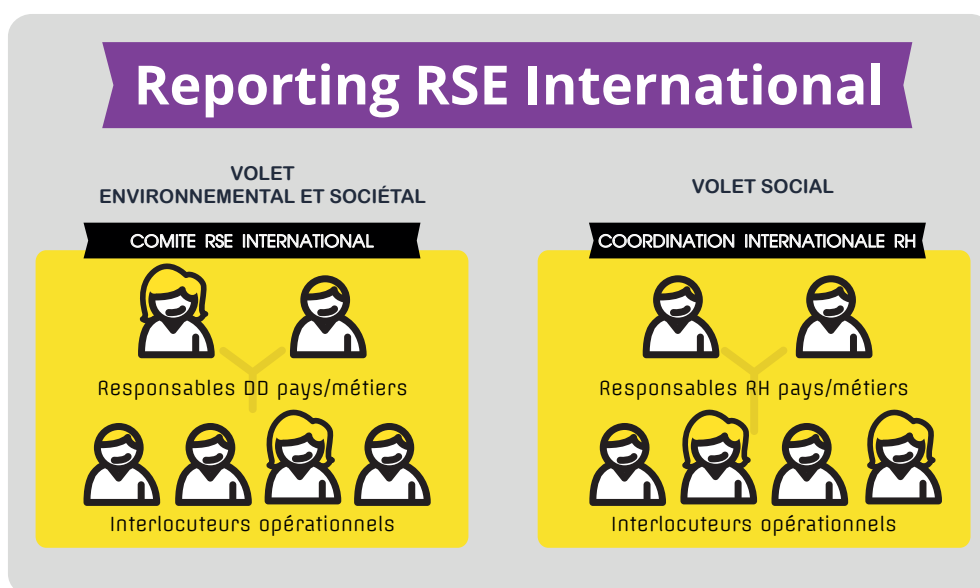 Reporting RSE International
VOLET
ENVIRONNEMENTAL ET SOCIÉTAL
COMITE RSE INTERNATIONAL
Responsables DD pays/métiers
Interlocuteurs opérationnels
VOLET SOCIAL
COORDINATION INTERNATIONALE RH
Responsables RH pays/métiers
Interlocuteurs opérationnels